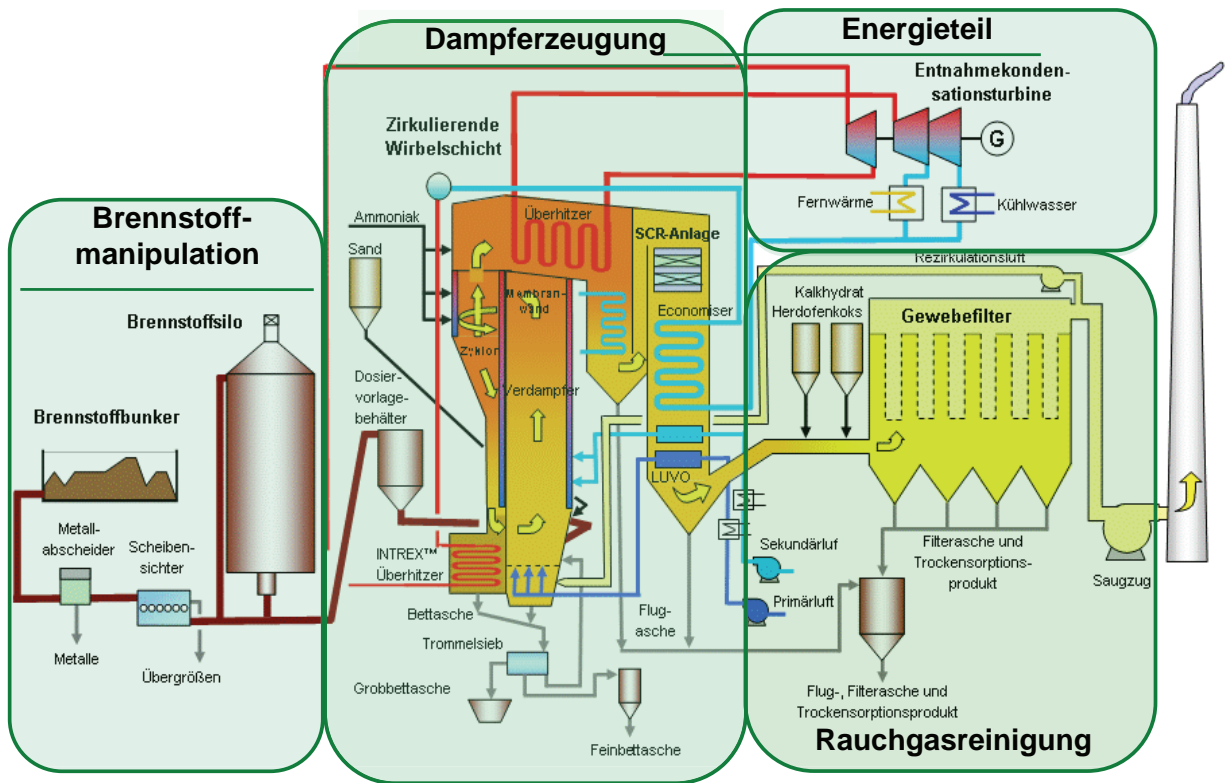 Dampferzeugung
Energieteil
Entnahmekonden-
sationsturbine
G
Zirkulierende
Wirbelschicht
Fernwärme
Kühlwasser
Brennstoff-
manipulation
Ammoniak
Sand
Überhitzer
SCR-Anlage
Membran-
wand
Economiser
Zyklon
Verdampfer
Dosier-
vorlage-
behälter
LUVO
INTREX™
Überhitzer
Bettasche
Trommelsieb
Grobbettasche
Feinbettasche
Flug-
asche
Brennstoffsilo
Brennstoffbunker
Metall-
abscheider
Scheiben-
sichter
Metalle
Übergrößen
Rezirkulationsluft
Kalkhydrat
Herdofenkoks
Gewebefilter
Sekundärluf
Primärluft
Filterasche und
Trockensorptions-
produkt
Saugzug
Flug-, Filterasche und
Trockensorptionsprodukt
Rauchgasreinigung